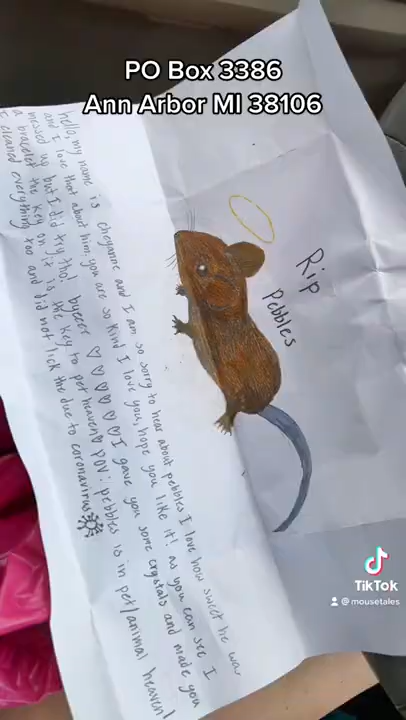 PO Box 3386
Ann Arbor MI 38106
Rip
Pebbles
hello, my name is cheyanne and I am so sorry to hear about pebbles I love how sweet he wa
and I love that about him. you are so kind I love you, hope you like it! as you can see I
messed up but I did try tho! ♡♡♡♡♡♡ I gave you some crystals and made you
a bracelet the key on it is the key to pet heaven POV: pebbles is in pet/animal heaven!
I cleaned everything too and did not lick the due to coronavirus
TikTok
@mousetales